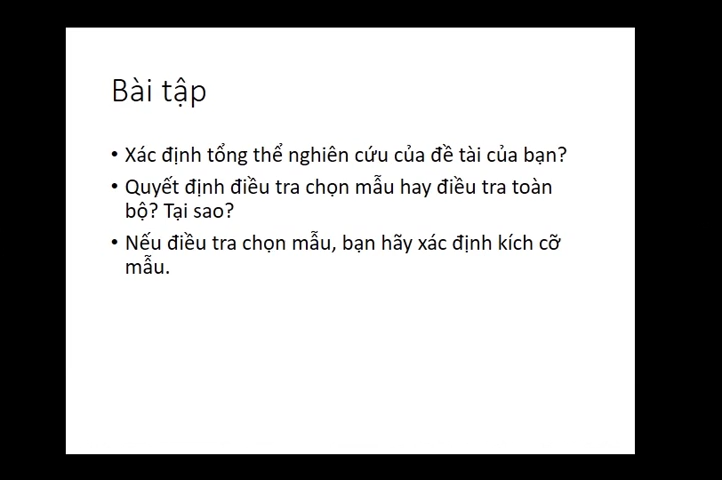 Bài tập
• Xác định tổng thể nghiên cứu của đề tài của bạn?
• Quyết định điều tra chọn mẫu hay điều tra toàn
bộ? Tại sao?
• Nếu điều tra chọn mẫu, bạn hãy xác định kích cỡ
mẫu.